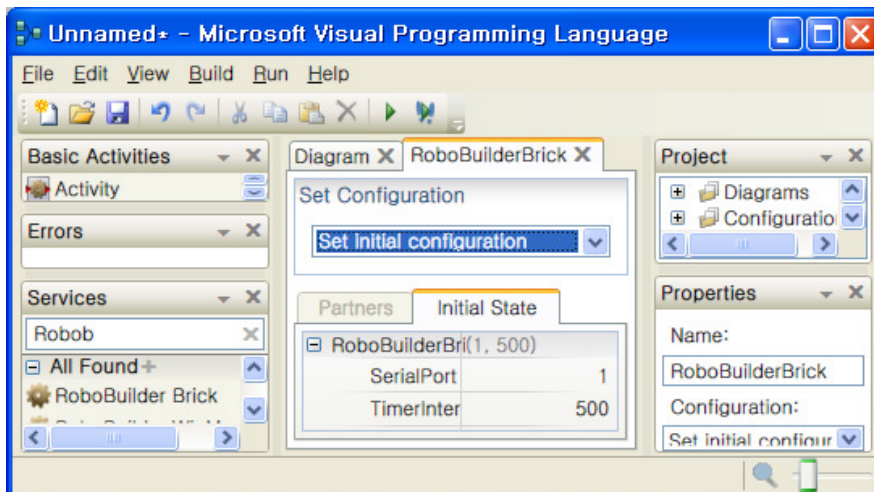 Unnamed* - Microsoft Visual Programming Language
File Edit View Build Run Help
Basic Activities
Activity
Errors
Services
Robob
All Found
RoboBuilder Brick
Diagram
RoboBuilderBrick
Set Configuration
Set initial configuration
Partners
Initial State
RoboBuilderBri(1, 500)
SerialPort 1
TimerInter 500
Project
Diagrams
Configuratio
Properties
Name:
RoboBuilderBrick
Configuration:
Set initial configur